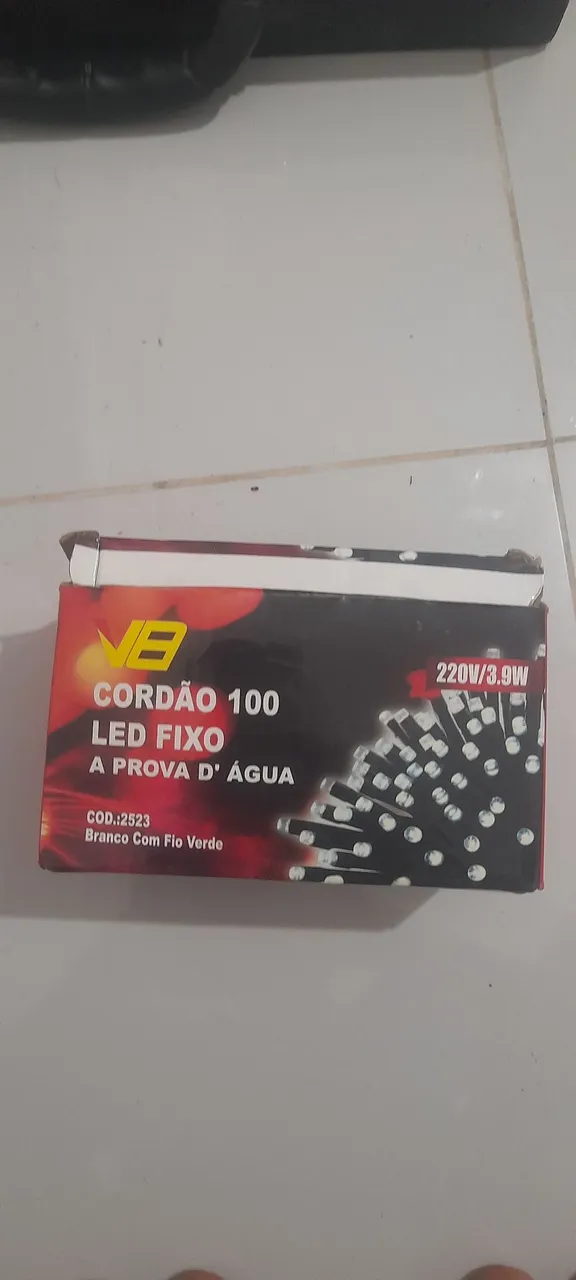 V8
220V/3.9W
CORDÃO 100
LED FIXO
A PROVA D' ÁGUA
COD.:2523
Branco Com Fio Verde